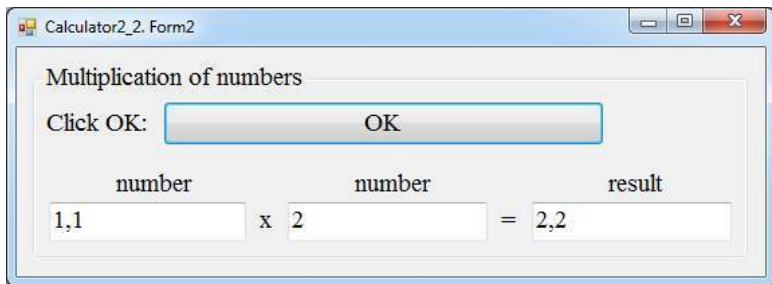 Calculator2_2. Form2
Multiplication of numbers
Click OK: OK
number number result
1,1 x 2 = 2,2